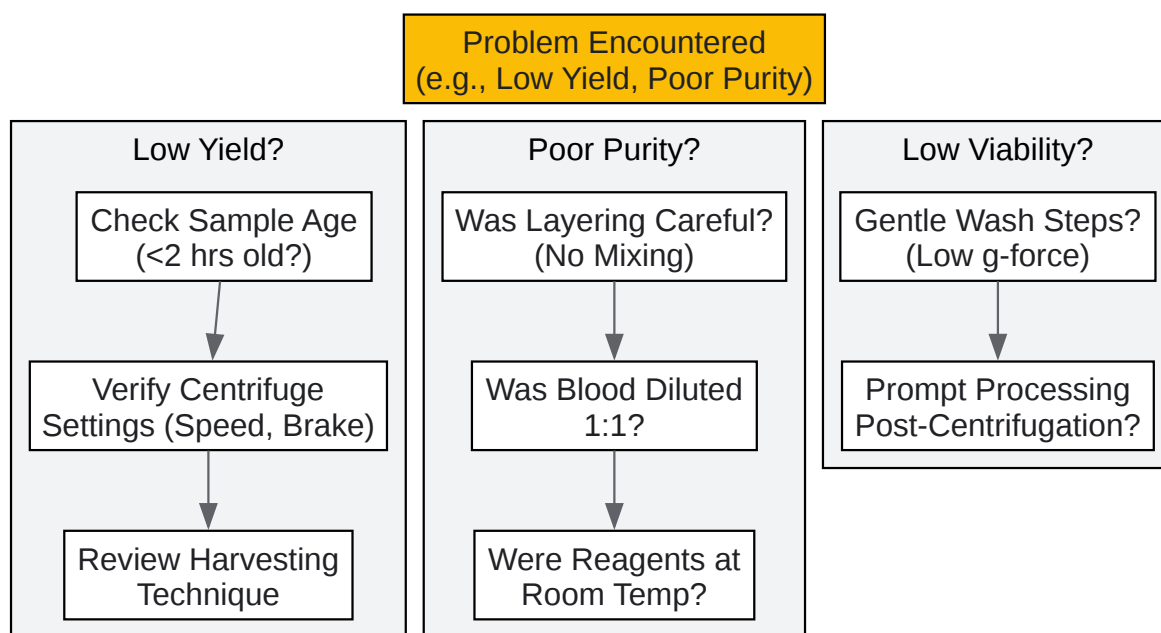 Problem Encountered
(e.g., Low Yield, Poor Purity)
Low Yield?
Check Sample Age
(<2 hrs old?)
Verify Centrifuge
Settings (Speed, Brake)
Review Harvesting
Technique
Poor Purity?
Was Layering Careful?
(No Mixing)
Was Blood Diluted
1:1?
Were Reagents at
Room Temp?
Low Viability?
Gentle Wash Steps?
(Low g-force)
Prompt Processing
Post-Centrifugation?